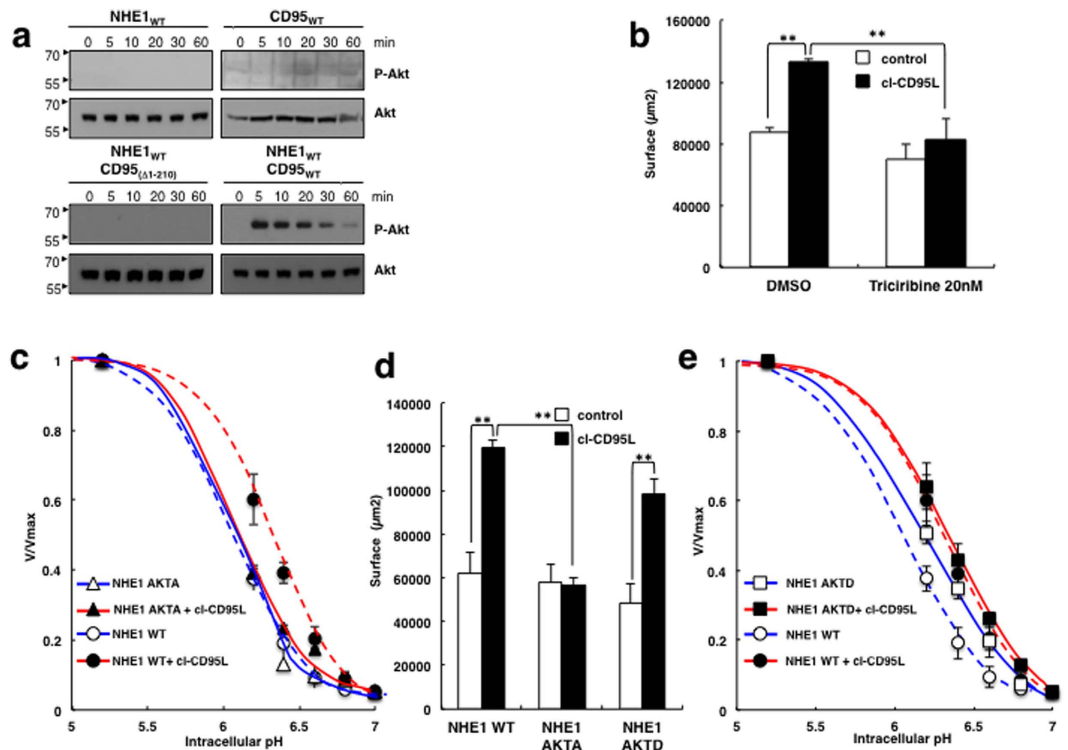 a
NHE1WT CD95WT
0 5 10 20 30 60 0 5 10 20 30 60 min
70
55
P-Akt
70
55
Akt
NHE1WT NHE1WT
CD95(Δ1-210) CD95WT
0 5 10 20 30 60 0 5 10 20 30 60 min
70
55
P-Akt
70
55
Akt
b
160000
120000
80000
40000
0
Surface (µm2)
** **
control
cl-CD95L
DMSO Triciribine 20nM
c
1
0.8
0.6
0.4
0.2
0
V/Vmax
NHE1 AKTA
NHE1 AKTA + cl-CD95L
NHE1 WT
NHE1 WT+ cl-CD95L
5 5.5 6 6.5 7
Intracellular pH
d
140000
120000
100000
80000
60000
40000
20000
0
Surface (µm2)
** ** **
control
cl-CD95L
NHE1 WT NHE1 NHE1
AKTA AKTD
e
1
0.8
0.6
0.4
0.2
0
V/Vmax
NHE1 AKTD
NHE1 AKTD+ cl-CD95L
NHE1 WT
NHE1 WT + cl-CD95L
5 5.5 6 6.5 7
Intracellular pH